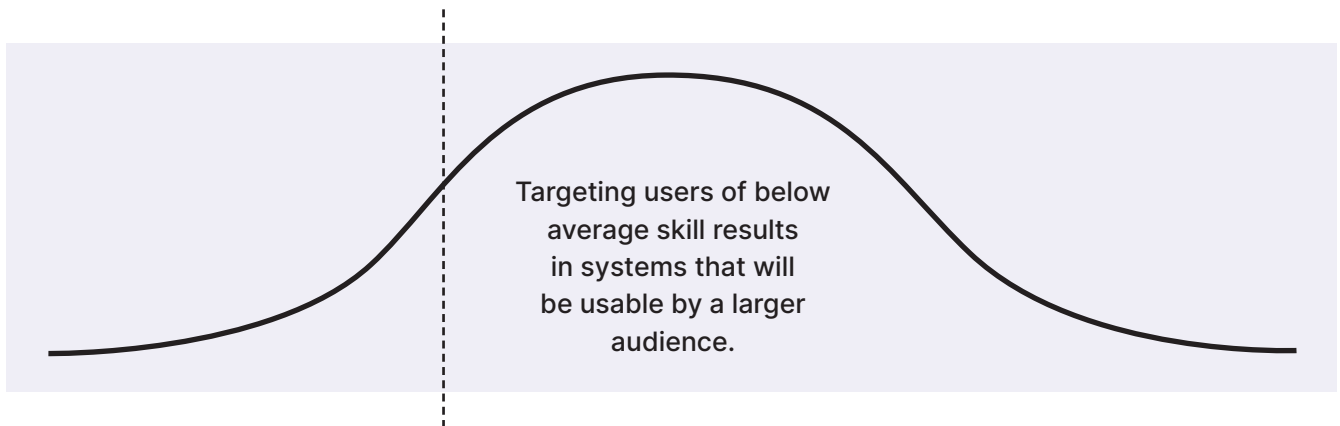 Targeting users of below
average skill results
in systems that will
be usable by a larger
audience.